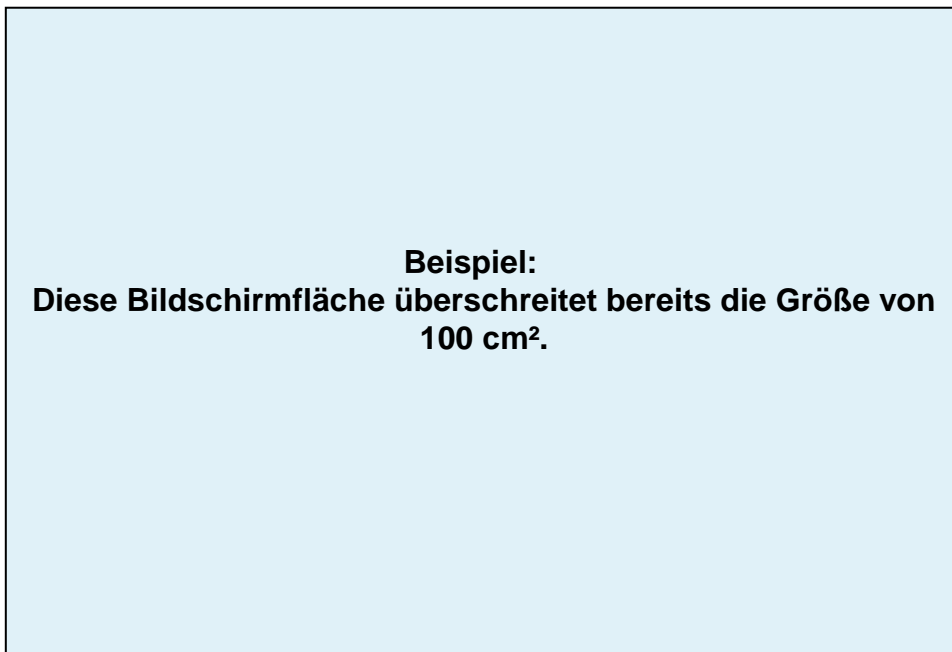 Beispiel:
Diese Bildschirmfläche überschreitet bereits die Größe von
100 cm².